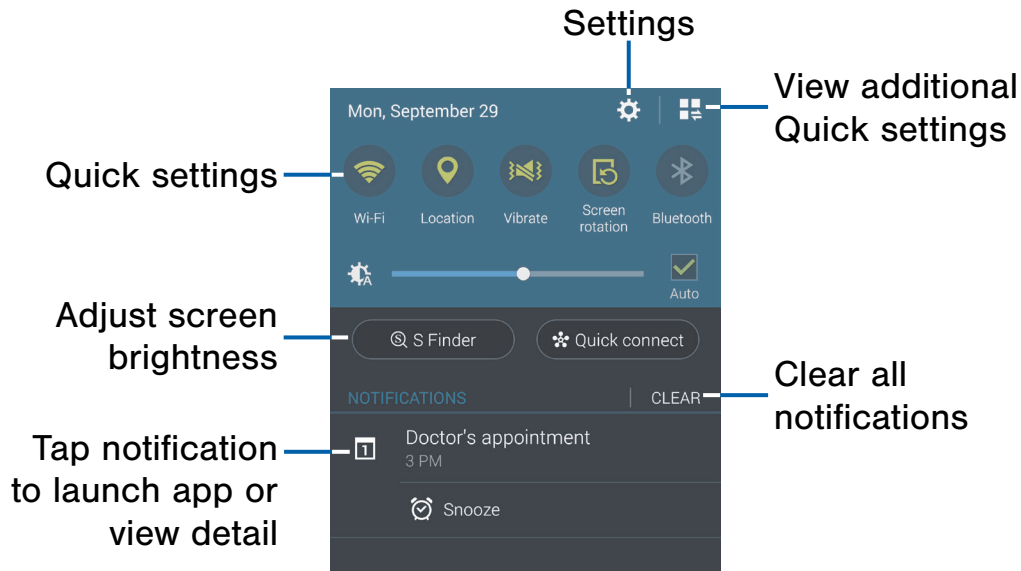 Settings
View additional
Quick settings
Mon, September 29
Quick settings
Wi-Fi
Location
Vibrate
Screen
rotation
Bluetooth
A
Auto
Adjust screen
brightness
S S Finder
Quick connect
Clear all
notifications
NOTIFICATIONS
CLEAR
Tap notification
to launch app or
view detail
1
Doctor's appointment
3 PM
Snooze